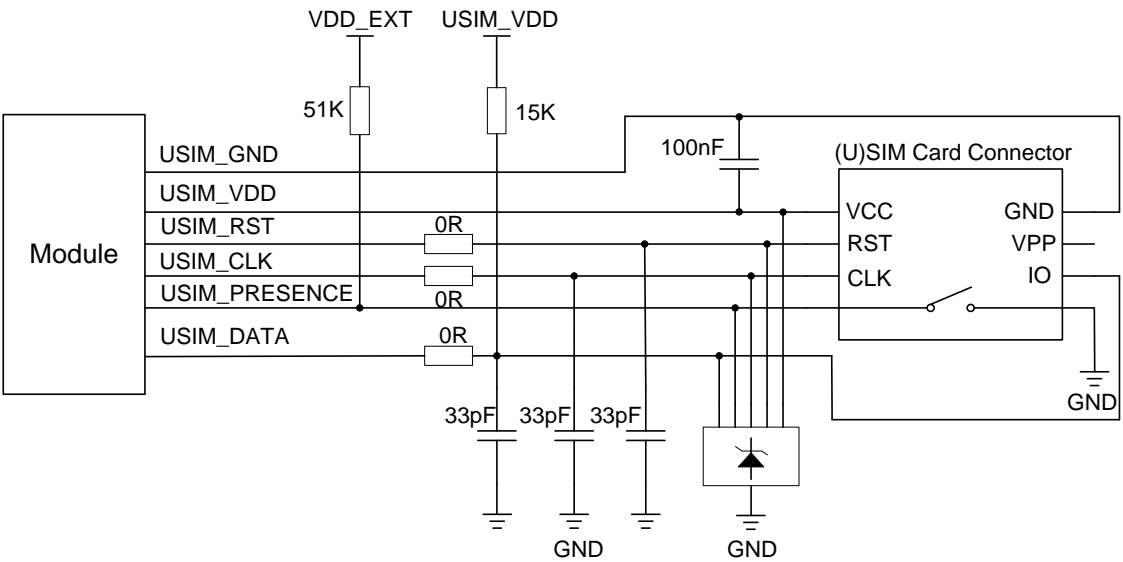 VDD_EXT USIM_VDD
51K 15K
USIM_GND
100nF
(U)SIM Card Connector
USIM_VDD
VCC GND
USIM_RST 0R
RST VPP
Module
USIM_CLK
CLK IO
USIM_PRESENCE 0R
USIM_DATA 0R
GND
33pF 33pF 33pF
GND GND